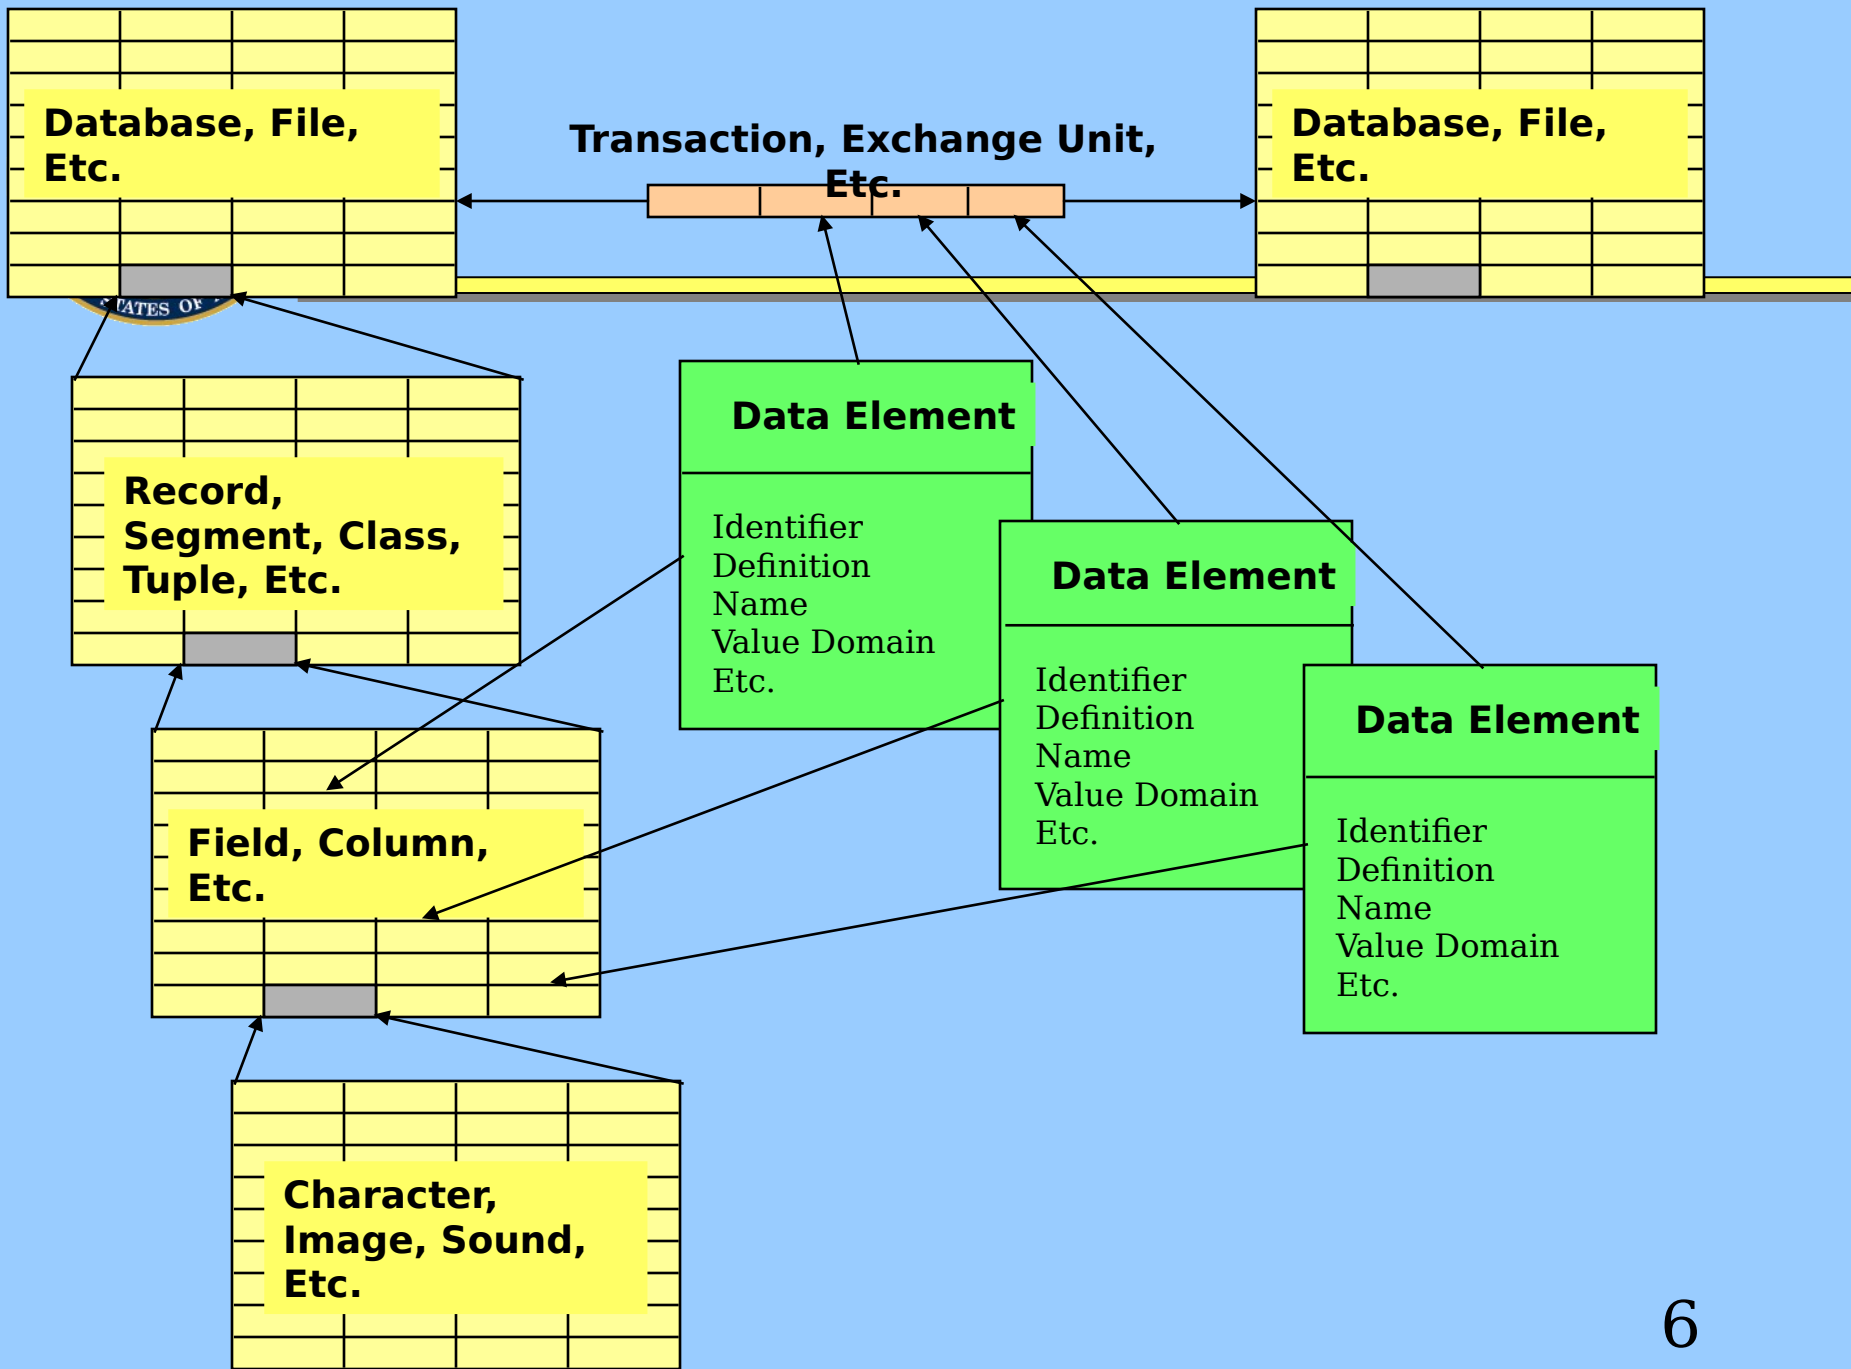 Database, File,
Etc.
Transaction, Exchange Unit,
Etc.
Database, File,
Etc.
STATES OF
Record,
Segment, Class,
Tuple, Etc.
Data Element
Identifier
Definition
Name
Value Domain
Etc.
Data Element
Identifier
Definition
Name
Value Domain
Etc.
Data Element
Identifier
Definition
Name
Value Domain
Etc.
Field, Column,
Etc.
Character,
Image, Sound,
Etc.
6